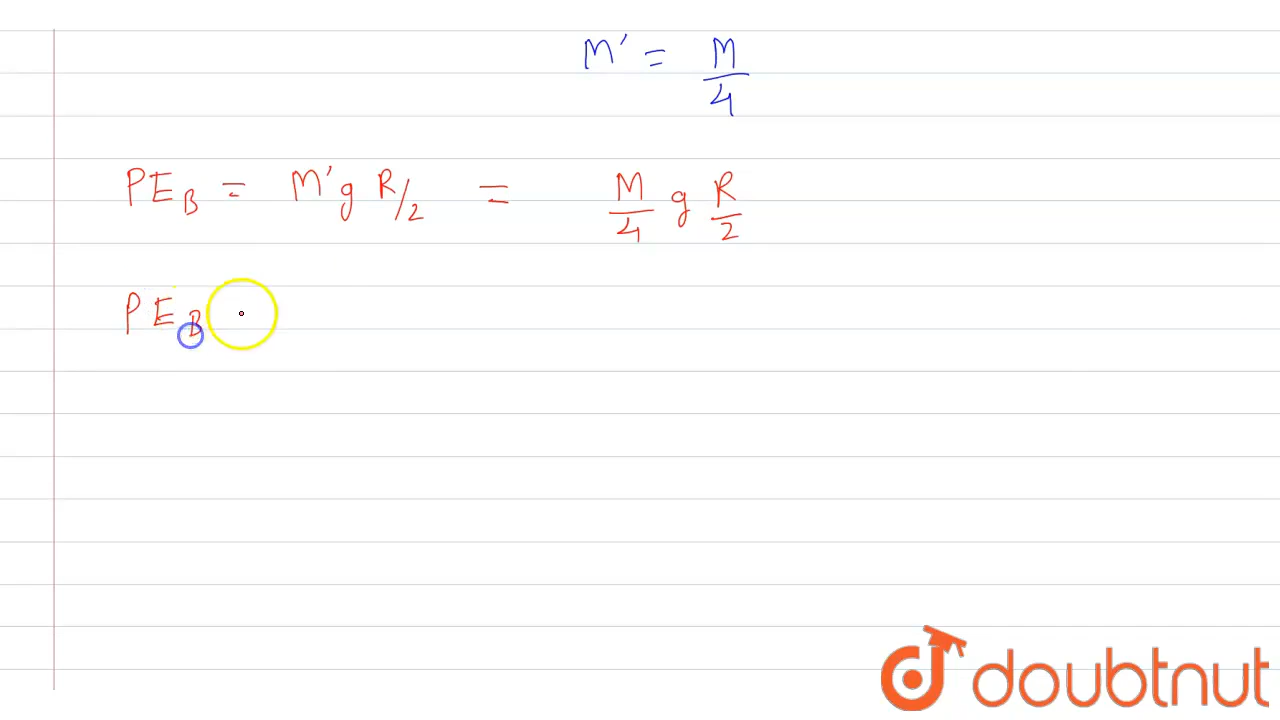 M' = M/4
PE_B = M'g R/2 = M/4 g R/2
PE_B
doubtnut